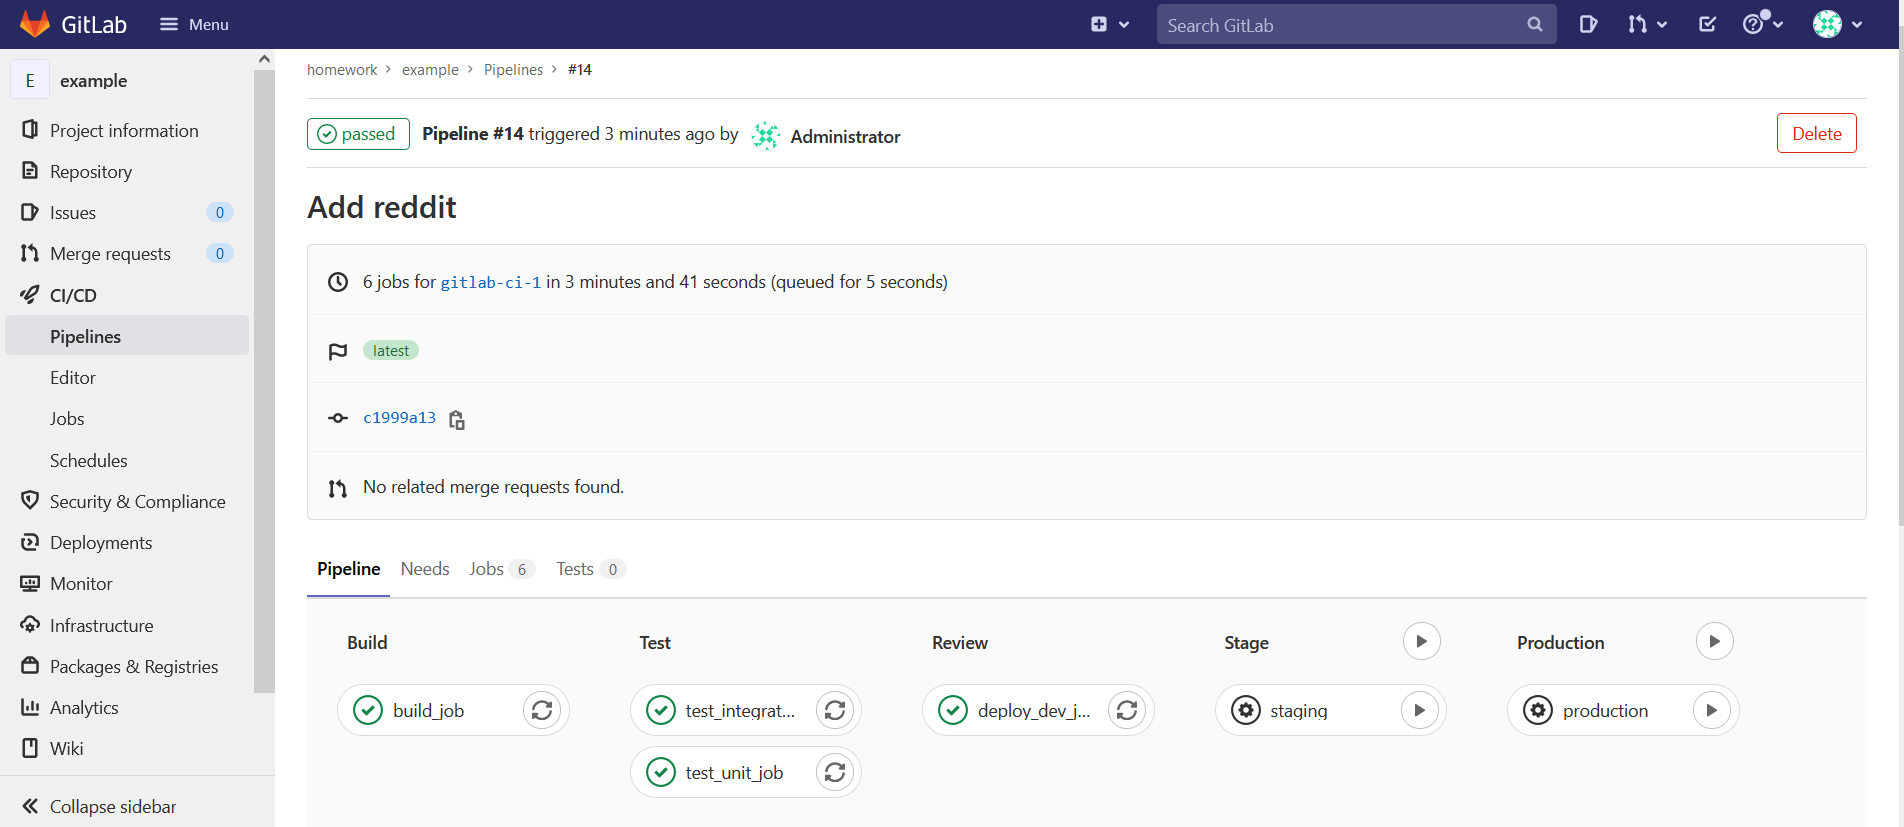 GitLab
Menu
Search GitLab
E example
Project information
Repository
Issues 0
Merge requests 0
CI/CD
Pipelines
Editor
Jobs
Schedules
Security & Compliance
Deployments
Monitor
Infrastructure
Packages & Registries
Analytics
Wiki
Collapse sidebar
homework > example > Pipelines > #14
passed Pipeline #14 triggered 3 minutes ago by Administrator
Delete
Add reddit
6 jobs for gitlab-ci-1 in 3 minutes and 41 seconds (queued for 5 seconds)
latest
c1999a13
No related merge requests found.
Pipeline Needs Jobs 6 Tests 0
Build
build_job
Test
test_integrat...
test_unit_job
Review
deploy_dev_j...
Stage
staging
Production
production